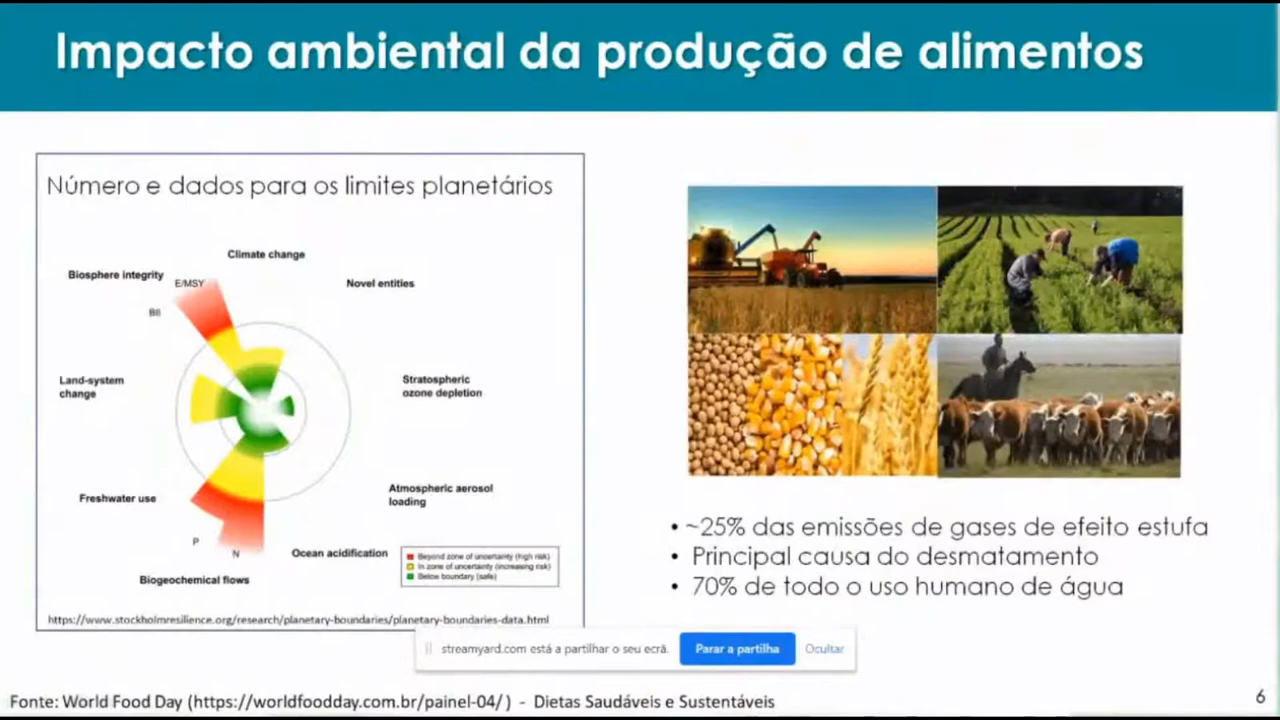 Impacto ambiental da produção de alimentos
Número e dados para os limites planetários
Climate change
Biosphere integrity
E/MSY
Novel entities
BII
Land-system
change
Stratospheric
ozone depletion
Atmospheric aerosol
loading
Freshwater use
P
N
Ocean acidification
Biogeochemical flows
Beyond zone of uncertainty (high risk)
In zone of uncertainty (increasing risk)
Below boundary (safe)
https://www.stockholmresilience.org/research/planetary-boundaries/planetary-boundaries-data.html
• ~25% das emissões de gases de efeito estufa
• Principal causa do desmatamento
• 70% de todo o uso humano de água
streamyard.com está a partilhar o seu ecrã.
Parar a partilha
Ocultar
Fonte: World Food Day (https://worldfoodday.com.br/painel-04/) - Dietas Saudáveis e Sustentáveis
6